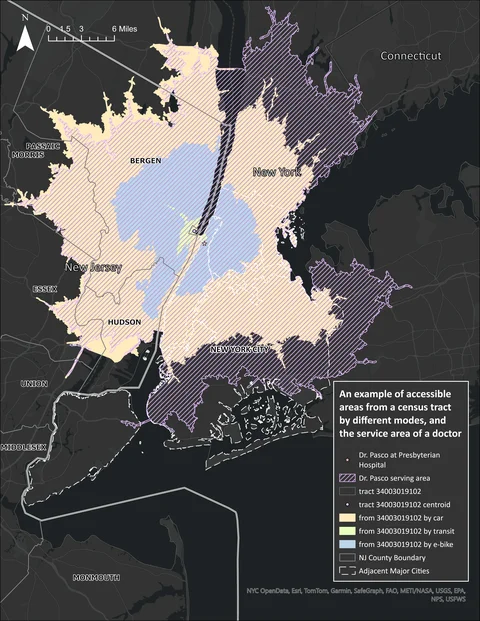 N
0 1.5 3 6 Miles
Connecticut
PASSAIC
MORRIS
BERGEN
New York
New Jersey
ESSEX
HUDSON
NEW YORK CITY
UNION
MIDDLESEX
MONMOUTH
An example of accessible
areas from a census tract
by different modes, and
the service area of a doctor
Dr. Pasco at Presbyterian
Hospital
Dr. Pasco serving area
tract 34003019102
tract 34003019102 centroid
from 34003019102 by car
from 34003019102 by transit
from 34003019102 by e-bike
NJ County Boundary
Adjacent Major Cities
NYC OpenData, Esri, TomTom, Garmin, SafeGraph, FAO, METI/NASA, USGS, EPA,
NPS, USFWS